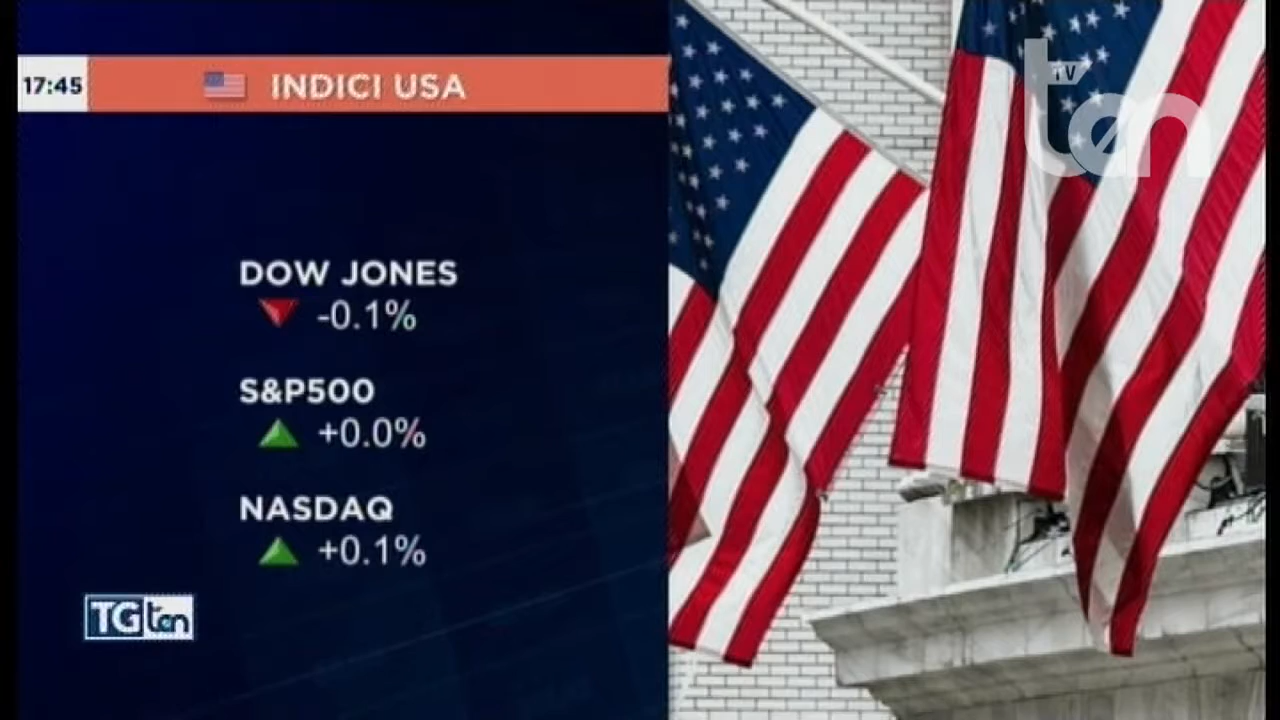 17:45
INDICI USA
DOW JONES
-0.1%
S&P500
+0.0%
NASDAQ
+0.1%
TGten
TV
ten